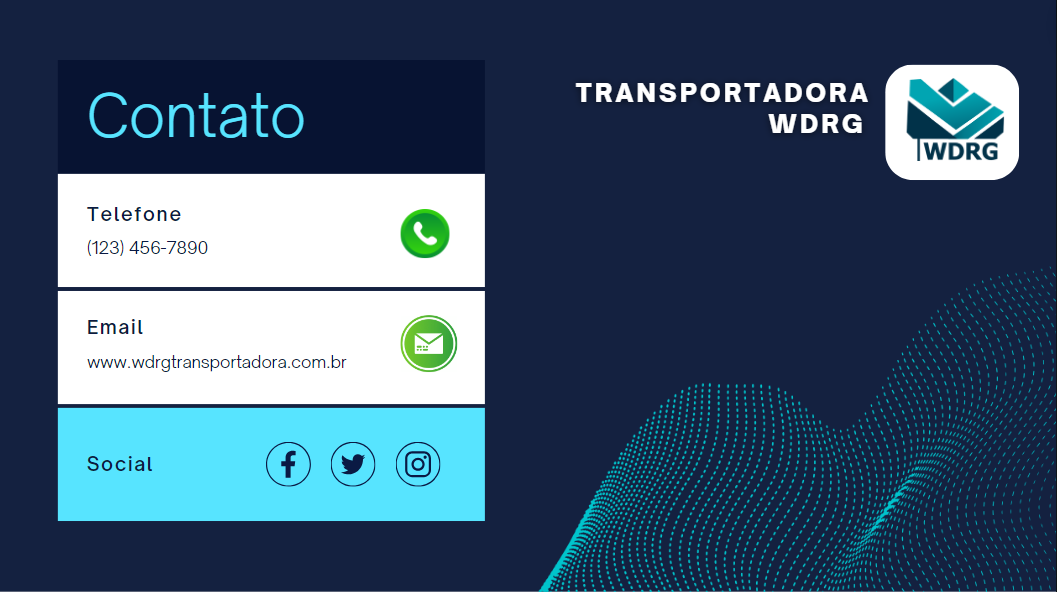 Contato
Telefone
(123) 456-7890
Email
www.wdrgtransportadora.com.br
Social
TRANSPORTADORA
WDRG
WDRG